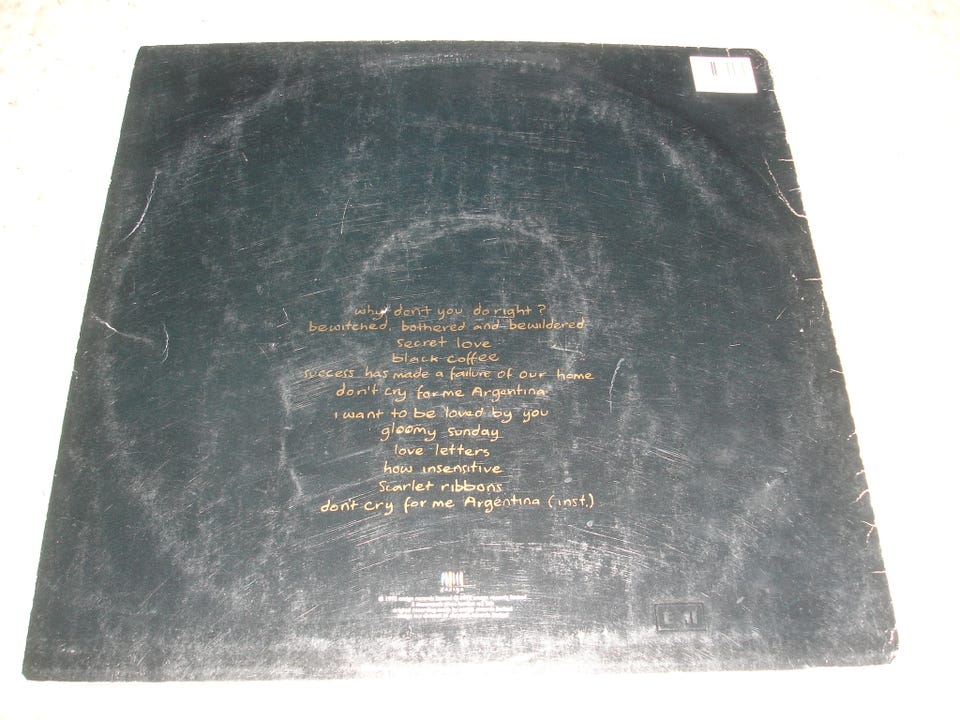 why don't you do right?
bewitched, bothered and bewildered
secret love
black coffee
success has made a failure of our home
don't cry for me Argentina
i want to be loved by you
gloomy sunday
love letters
how insensitive
scarlet ribbons
don't cry for me Argentina (inst.)
ensign
EMI